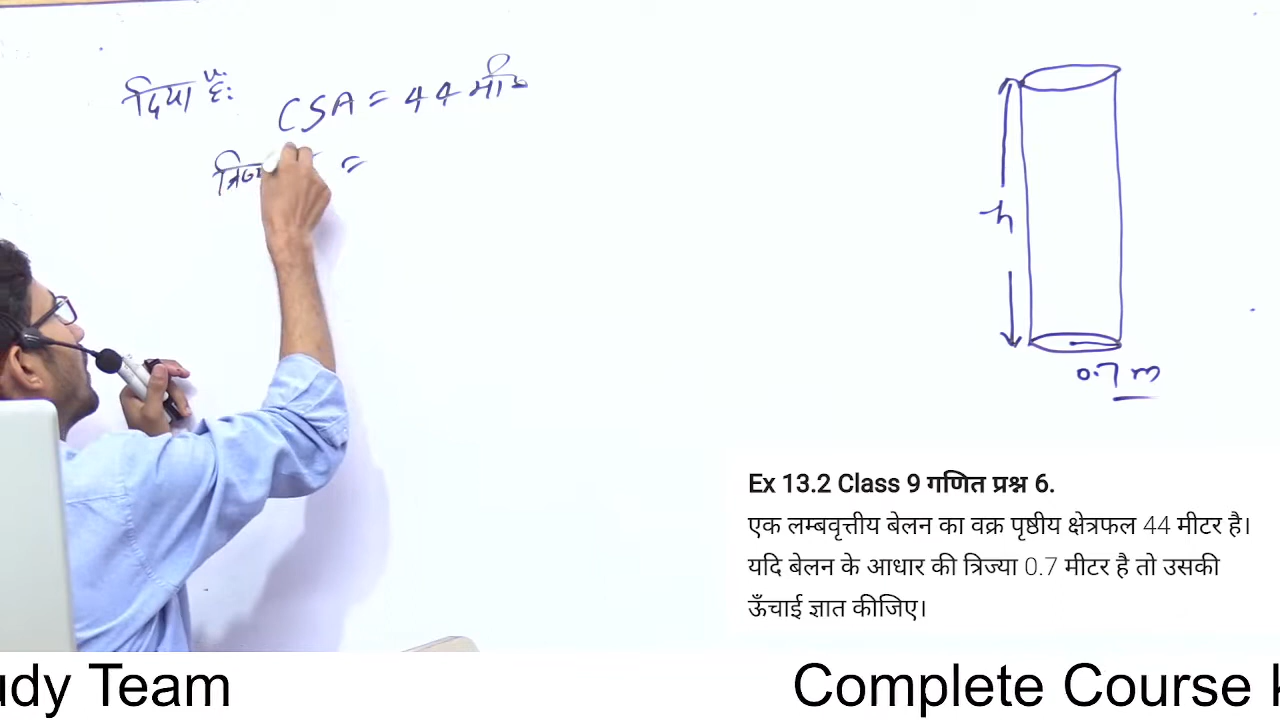 दिया है:
CSA = 44 मी०
=
h
0.7 m
Ex 13.2 Class 9 गणित प्रश्न 6.
एक लम्बवृत्तीय बेलन का वक्र पृष्ठीय क्षेत्रफल 44 मीटर है।
यदि बेलन के आधार की त्रिज्या 0.7 मीटर है तो उसकी
ऊँचाई ज्ञात कीजिए।
udy Team
Complete Course